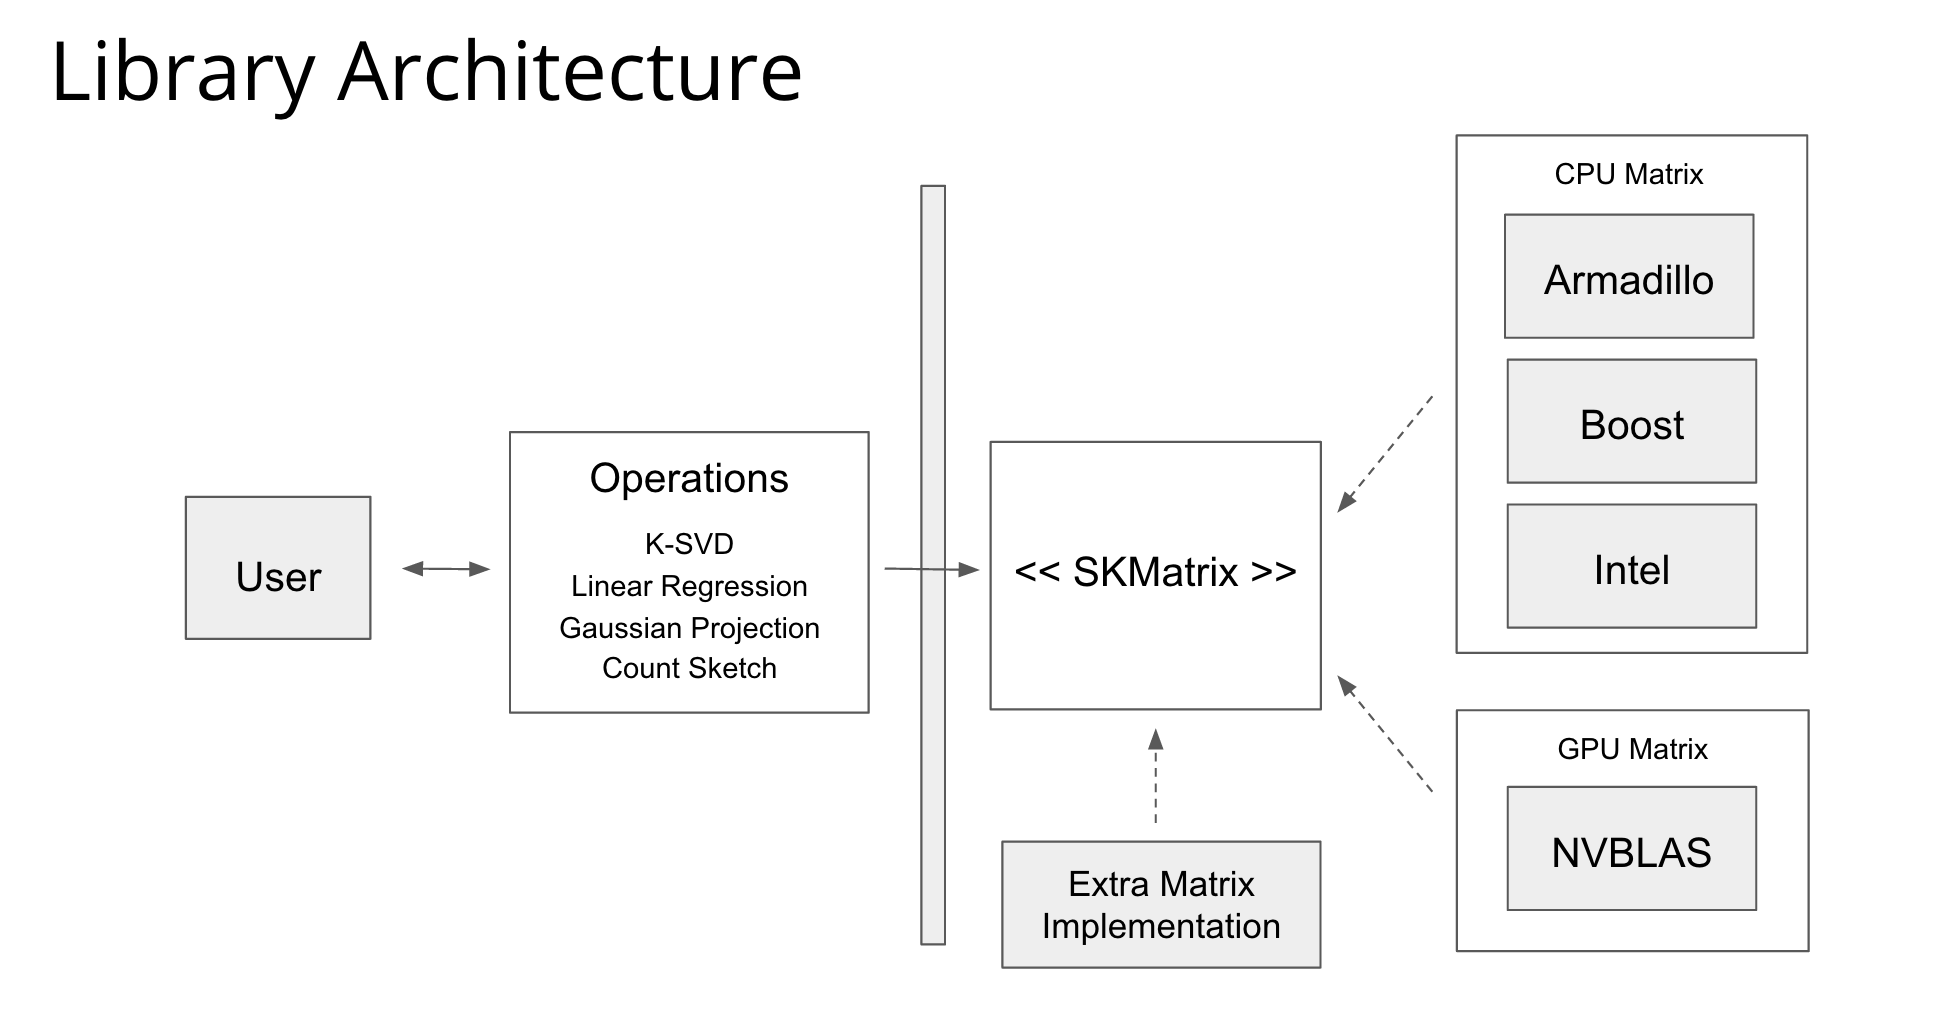 Library Architecture
User
Operations
K-SVD
Linear Regression
Gaussian Projection
Count Sketch
<< SKMatrix >>
Extra Matrix
Implementation
CPU Matrix
Armadillo
Boost
Intel
GPU Matrix
NVBLAS